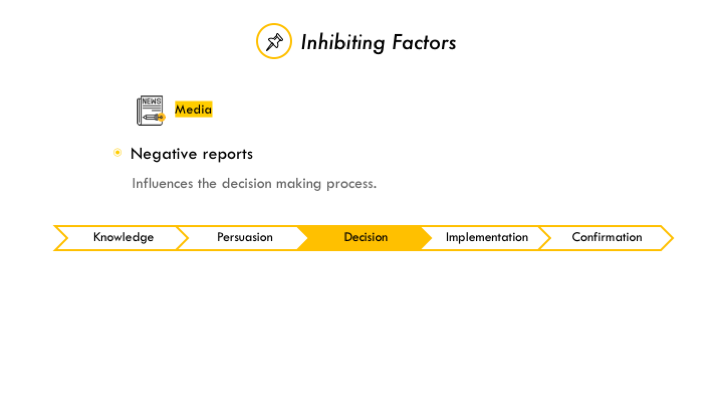 Inhibiting Factors
NEWS
Media
Negative reports
Influences the decision making process.
Knowledge Persuasion Decision Implementation Confirmation